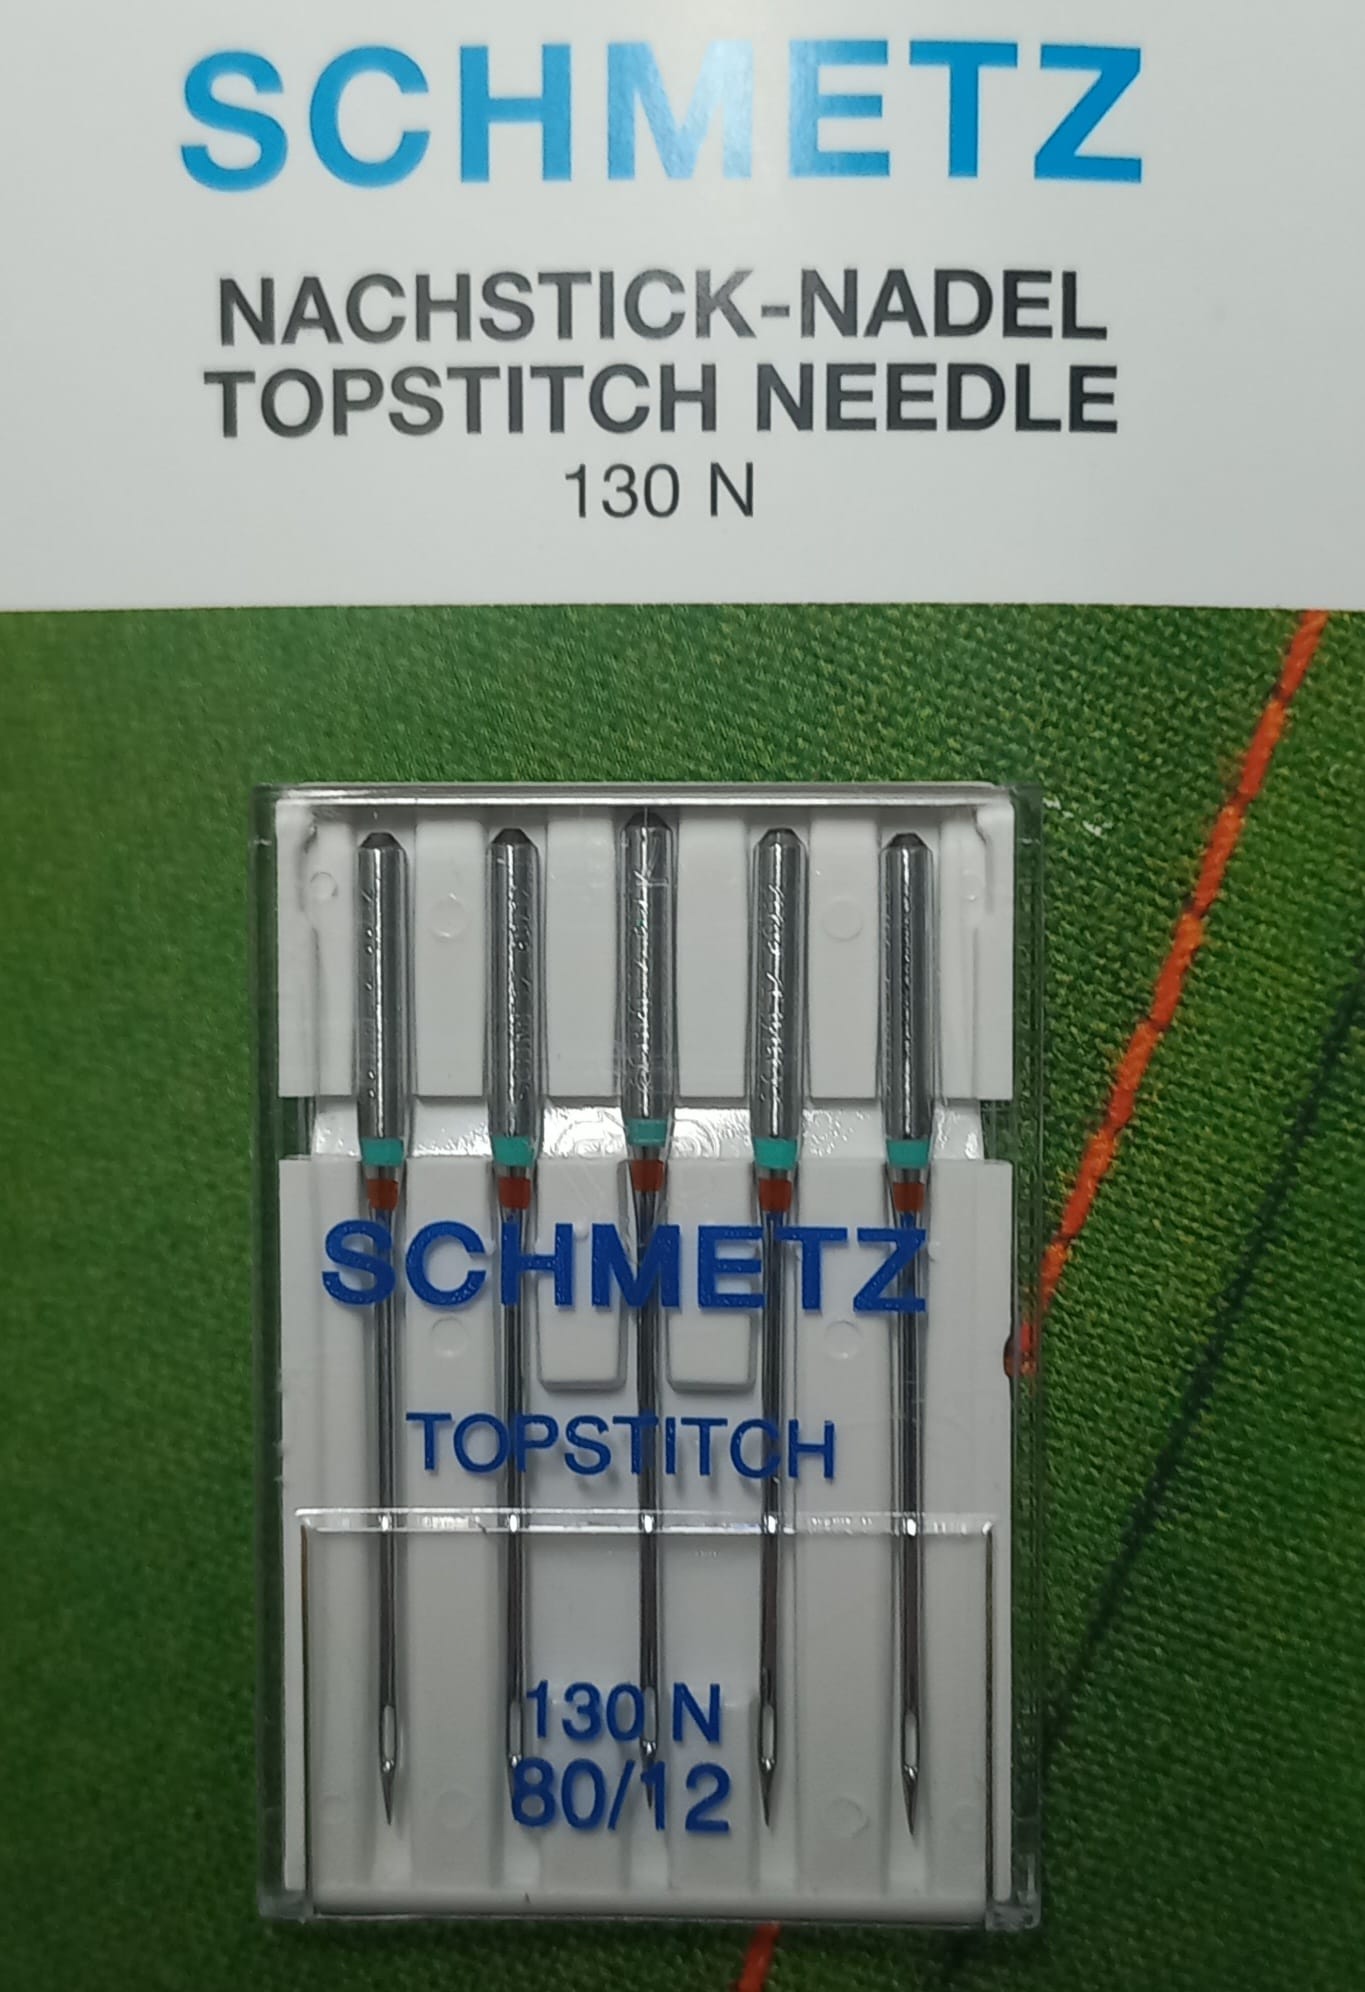 SCHMETZ
NACHSTICK-NADEL
TOPSTITCH NEEDLE
130 N
SCHMETZ
TOPSTITCH
130 N
80/12